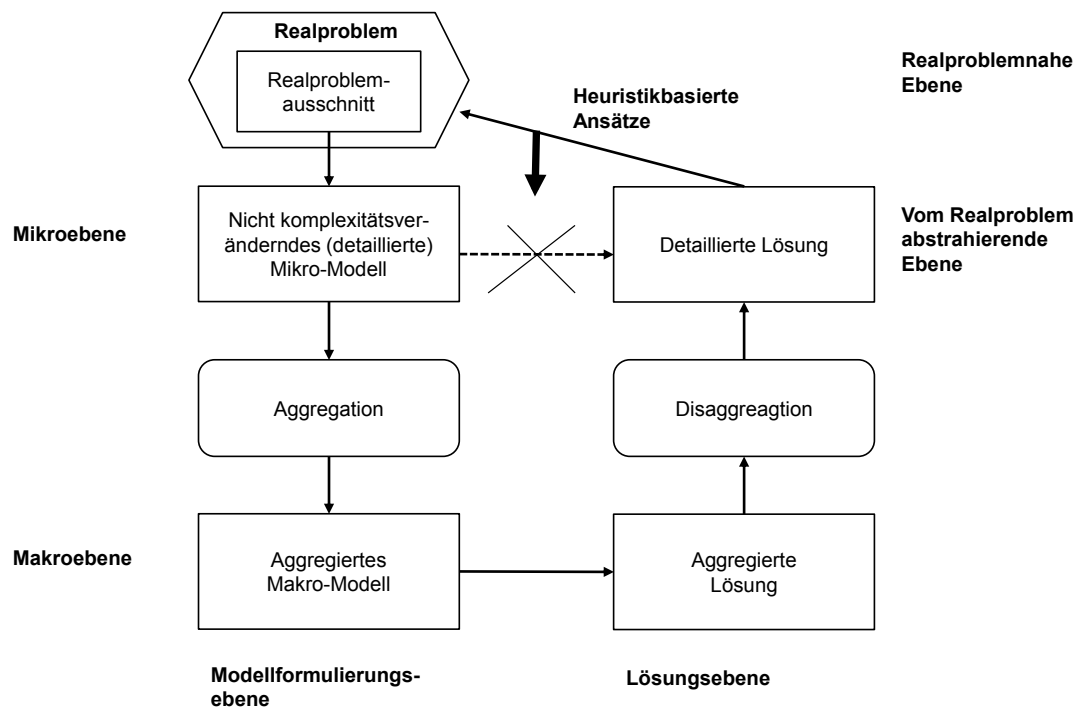 Realproblem
Realproblem-
ausschnitt
Realproblemnahe
Ebene
Heuristikbasierte
Ansätze
Mikroebene
Nicht komplexitätsver-
änderndes (detaillierte)
Mikro-Modell
Detaillierte Lösung
Vom Realproblem
abstrahierende
Ebene
Aggregation
Disaggreagtion
Makroebene
Aggregiertes
Makro-Modell
Aggregierte
Lösung
Modellformulierungs-
ebene
Lösungsebene